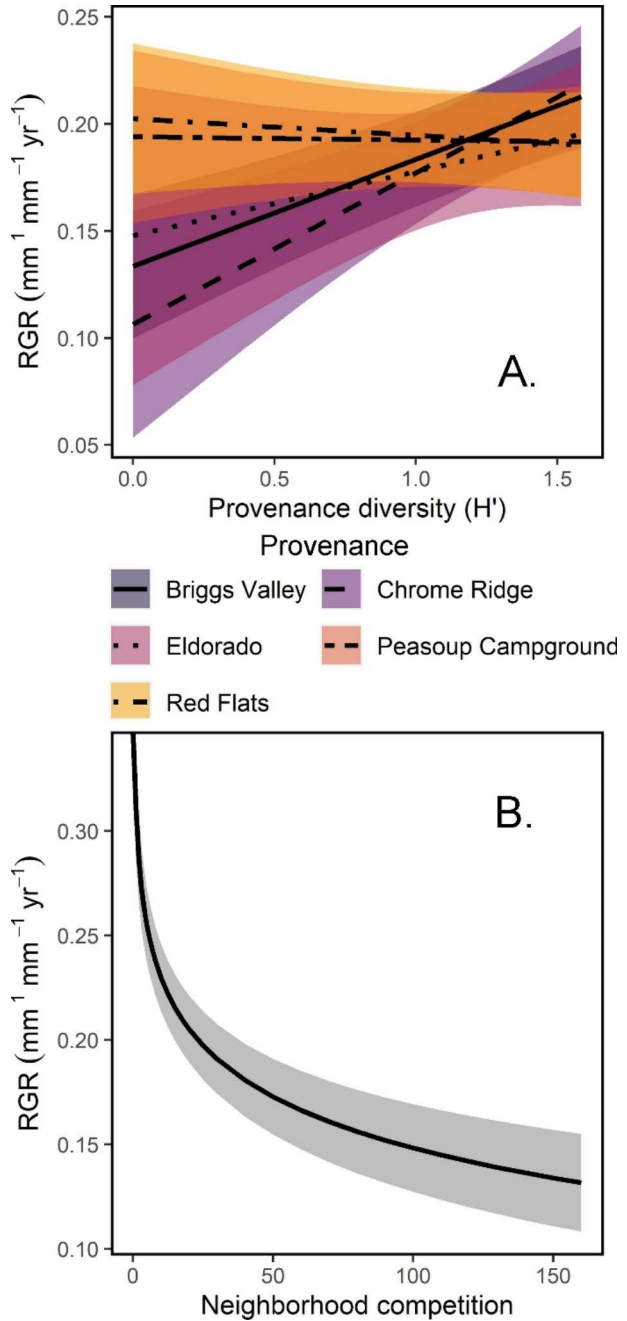 0.25
0.20
0.15
0.10
0.05
RGR (mm⁻¹ mm⁻¹ yr⁻¹)
A.
0.0 0.5 1.0 1.5
Provenance diversity (H')
Provenance
Briggs Valley Chrome Ridge
Eldorado Peasoup Campground
Red Flats
0.30
0.25
0.20
0.15
0.10
RGR (mm¹ mm⁻¹ yr⁻¹)
B.
0 50 100 150
Neighborhood competition